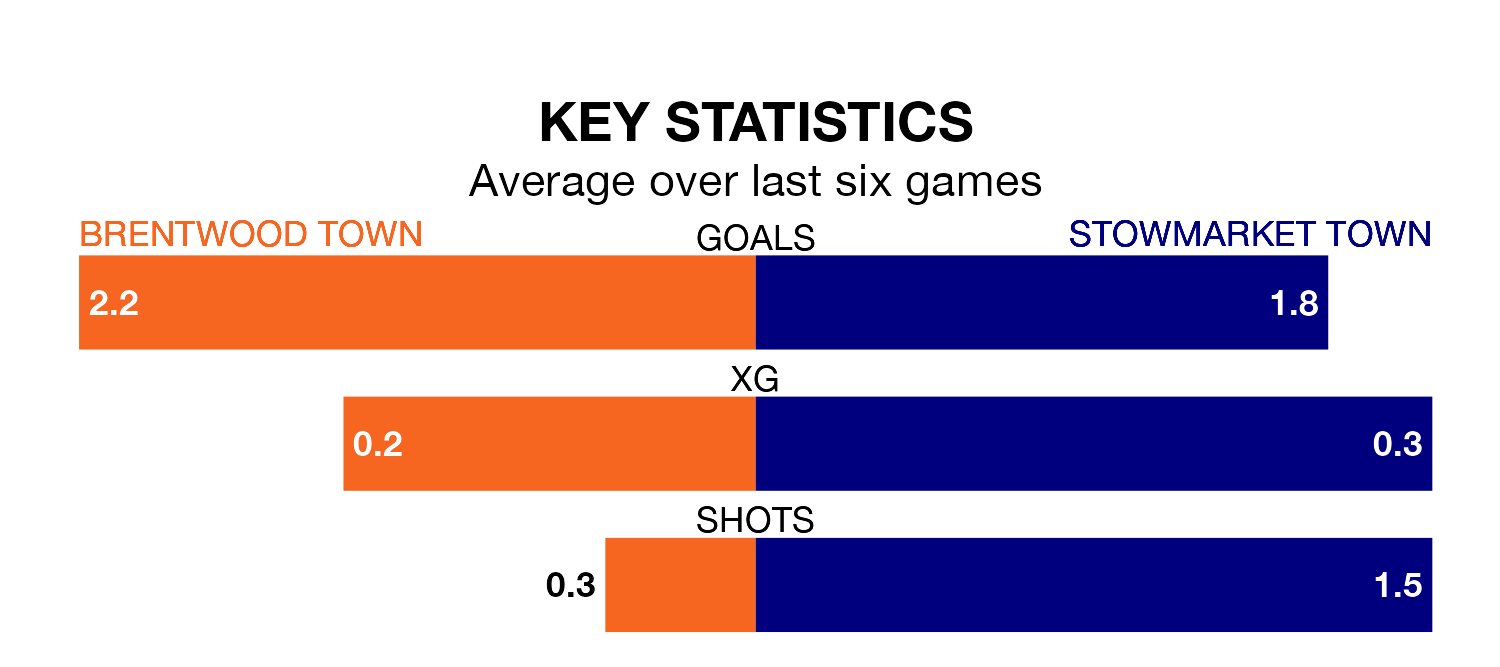 KEY STATISTICS
Average over last six games
BRENTWOOD TOWN
GOALS
STOWMARKET TOWN
2.2
1.8
XG
0.2
0.3
SHOTS
0.3
1.5